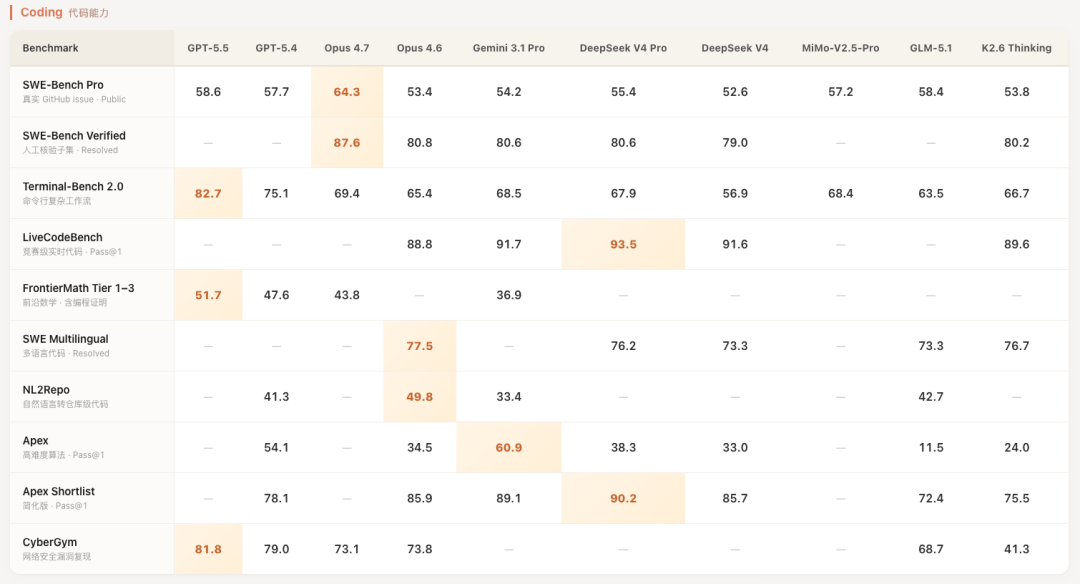 Coding 代码能力
Benchmark GPT-5.5 GPT-5.4 Opus 4.7 Opus 4.6 Gemini 3.1 Pro DeepSeek V4 Pro DeepSeek V4 MiMo-V2.5-Pro GLM-5.1 K2.6 Thinking
SWE-Bench Pro
真实 GitHub issue · Public
58.6 57.7 64.3 53.4 54.2 55.4 52.6 57.2 58.4 53.8
SWE-Bench Verified
人工核验子集 · Resolved
— — 87.6 80.8 80.6 80.6 79.0 — — 80.2
Terminal-Bench 2.0
命令行复杂工作流
82.7 75.1 69.4 65.4 68.5 67.9 56.9 68.4 63.5 66.7
LiveCodeBench
竞赛级实时代码 · Pass@1
— — — 88.8 91.7 93.5 91.6 — — 89.6
FrontierMath Tier 1–3
前沿数学 · 含编程证明
51.7 47.6 43.8 — 36.9 — — — — —
SWE Multilingual
多语言代码 · Resolved
— — — 77.5 — 76.2 73.3 — 73.3 76.7
NL2Repo
自然语言转仓库级代码
— 41.3 — 49.8 33.4 — — — 42.7 —
Apex
高难度算法 · Pass@1
— 54.1 — 34.5 60.9 38.3 33.0 — 11.5 24.0
Apex Shortlist
简化版 · Pass@1
— 78.1 — 85.9 89.1 90.2 85.7 — 72.4 75.5
CyberGym
网络安全漏洞复现
81.8 79.0 73.1 73.8 — — — — 68.7 41.3